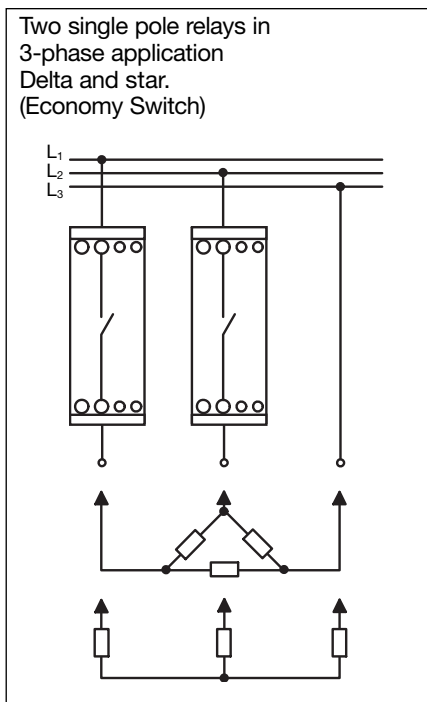 Two single pole relays in
3-phase application
Delta and star.
(Economy Switch)
L₁
L₂
L₃